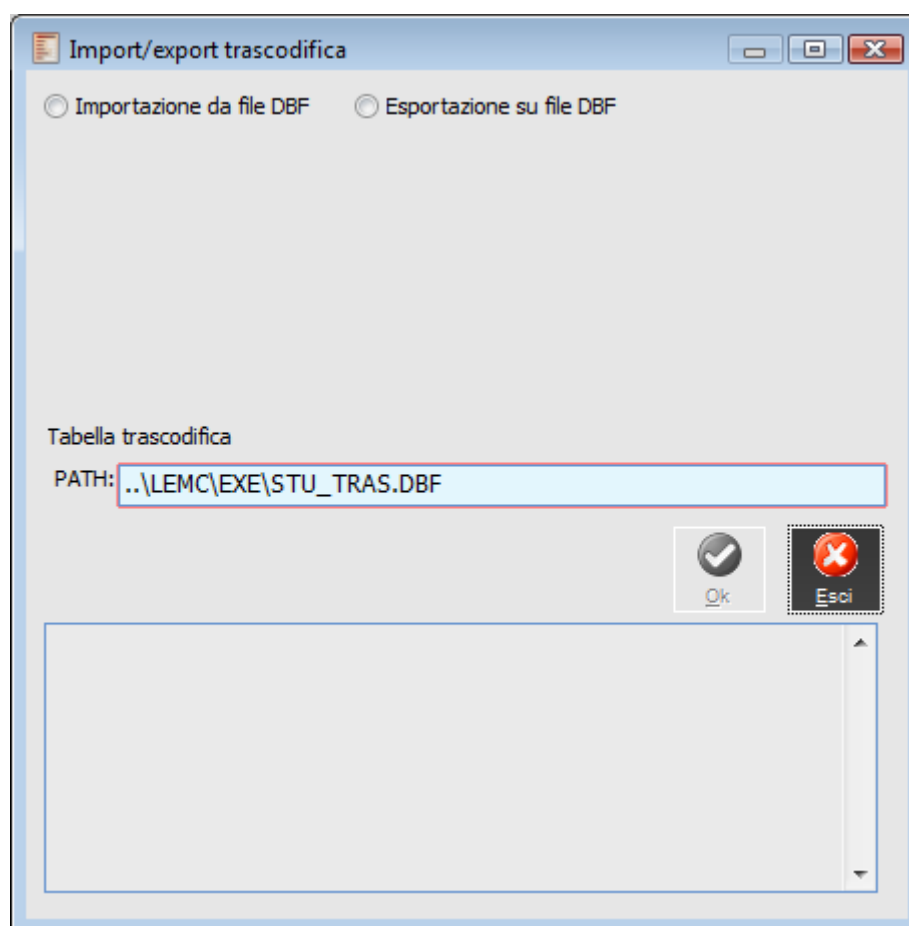 Import/export trascodifica
Importazione da file DBF Esportazione su file DBF
Tabella trascodifica
PATH: ..\LEMC\EXE\STU_TRAS.DBF
Ok Esci